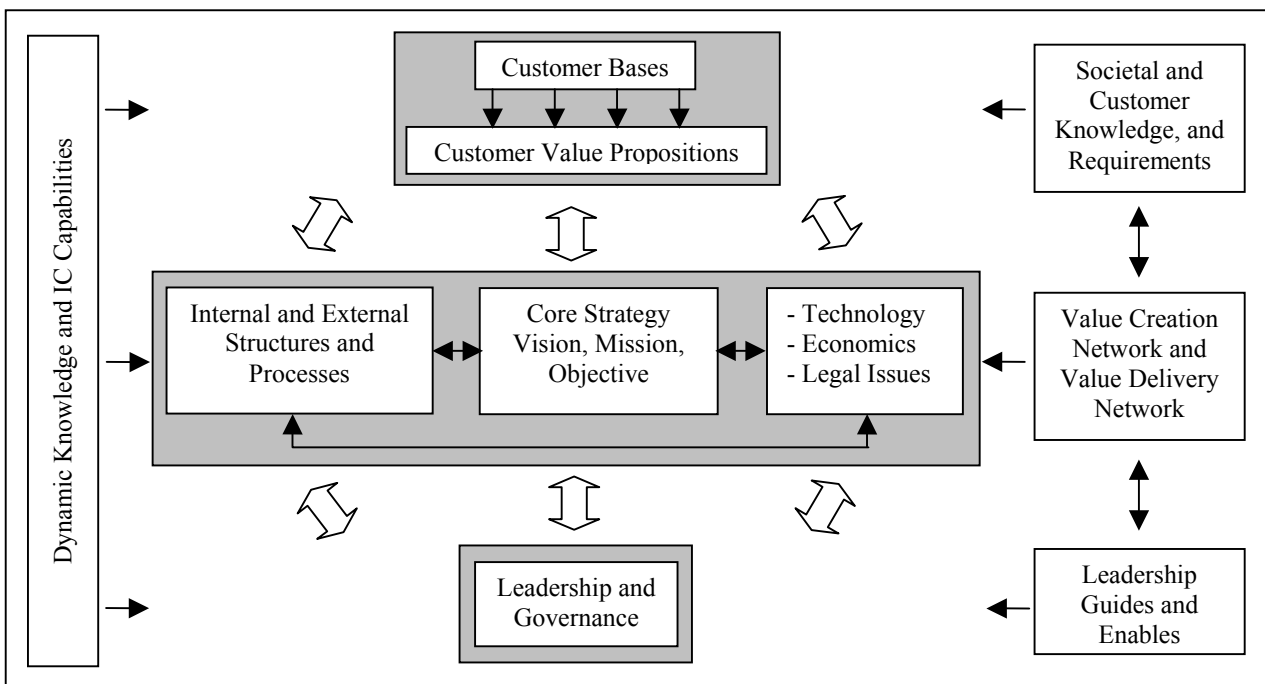 Dynamic Knowledge and IC Capabilities
Customer Bases
Customer Value Propositions
Societal and
Customer
Knowledge, and
Requirements
Internal and External
Structures and
Processes
Core Strategy
Vision, Mission,
Objective
- Technology
- Economics
- Legal Issues
Value Creation
Network and
Value Delivery
Network
Leadership and
Governance
Leadership
Guides and
Enables